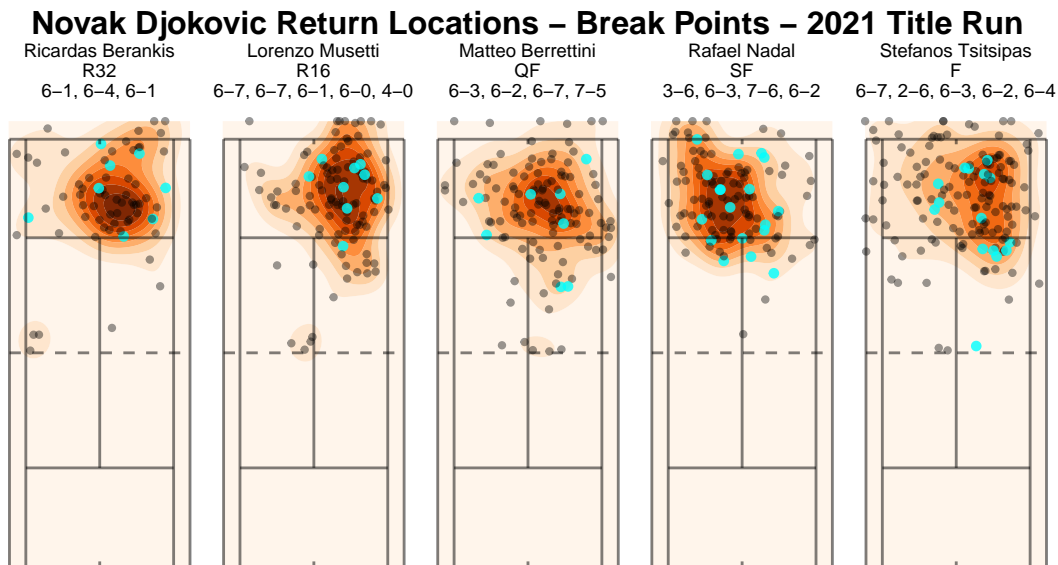 Novak Djokovic Return Locations – Break Points – 2021 Title Run
Ricardas Berankis
R32
6–1, 6–4, 6–1
Lorenzo Musetti
R16
6–7, 6–7, 6–1, 6–0, 4–0
Matteo Berrettini
QF
6–3, 6–2, 6–7, 7–5
Rafael Nadal
SF
3–6, 6–3, 7–6, 6–2
Stefanos Tsitsipas
F
6–7, 2–6, 6–3, 6–2, 6–4